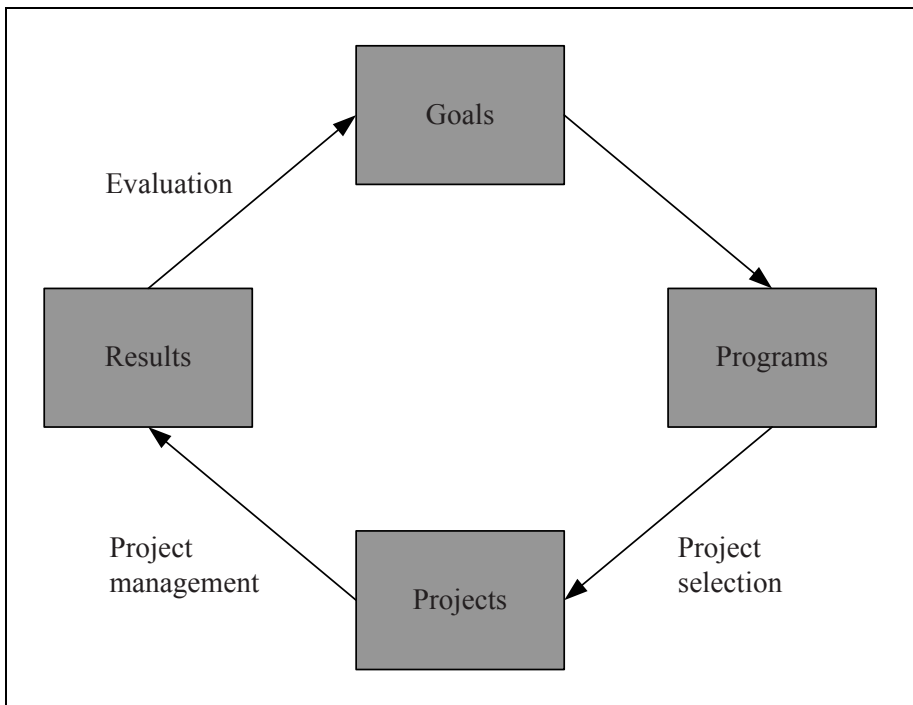 Goals
Evaluation
Results
Programs
Project
management
Projects
Project
selection